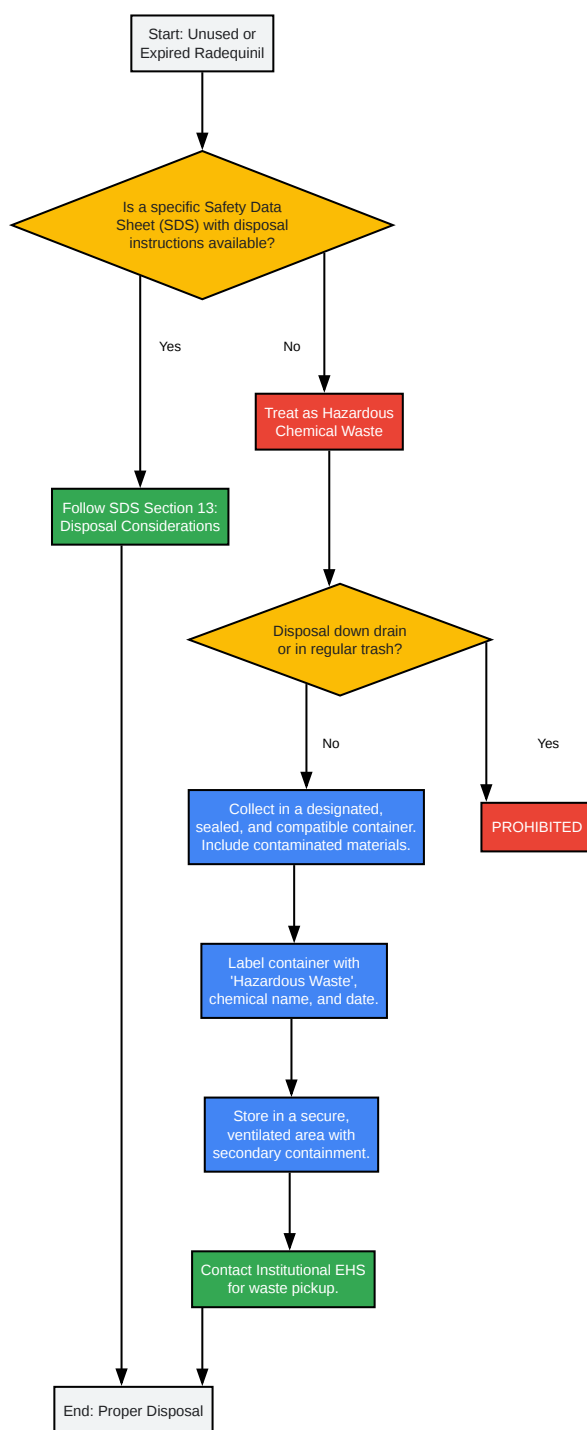 Start: Unused or
Expired Radequinil
Is a specific Safety Data
Sheet (SDS) with disposal
instructions available?
Yes
No
Treat as Hazardous
Chemical Waste
Follow SDS Section 13:
Disposal Considerations
Disposal down drain
or in regular trash?
No
Yes
Collect in a designated,
sealed, and compatible container.
Include contaminated materials.
PROHIBITED
Label container with
'Hazardous Waste',
chemical name, and date.
Store in a secure,
ventilated area with
secondary containment.
Contact Institutional EHS
for waste pickup.
End: Proper Disposal